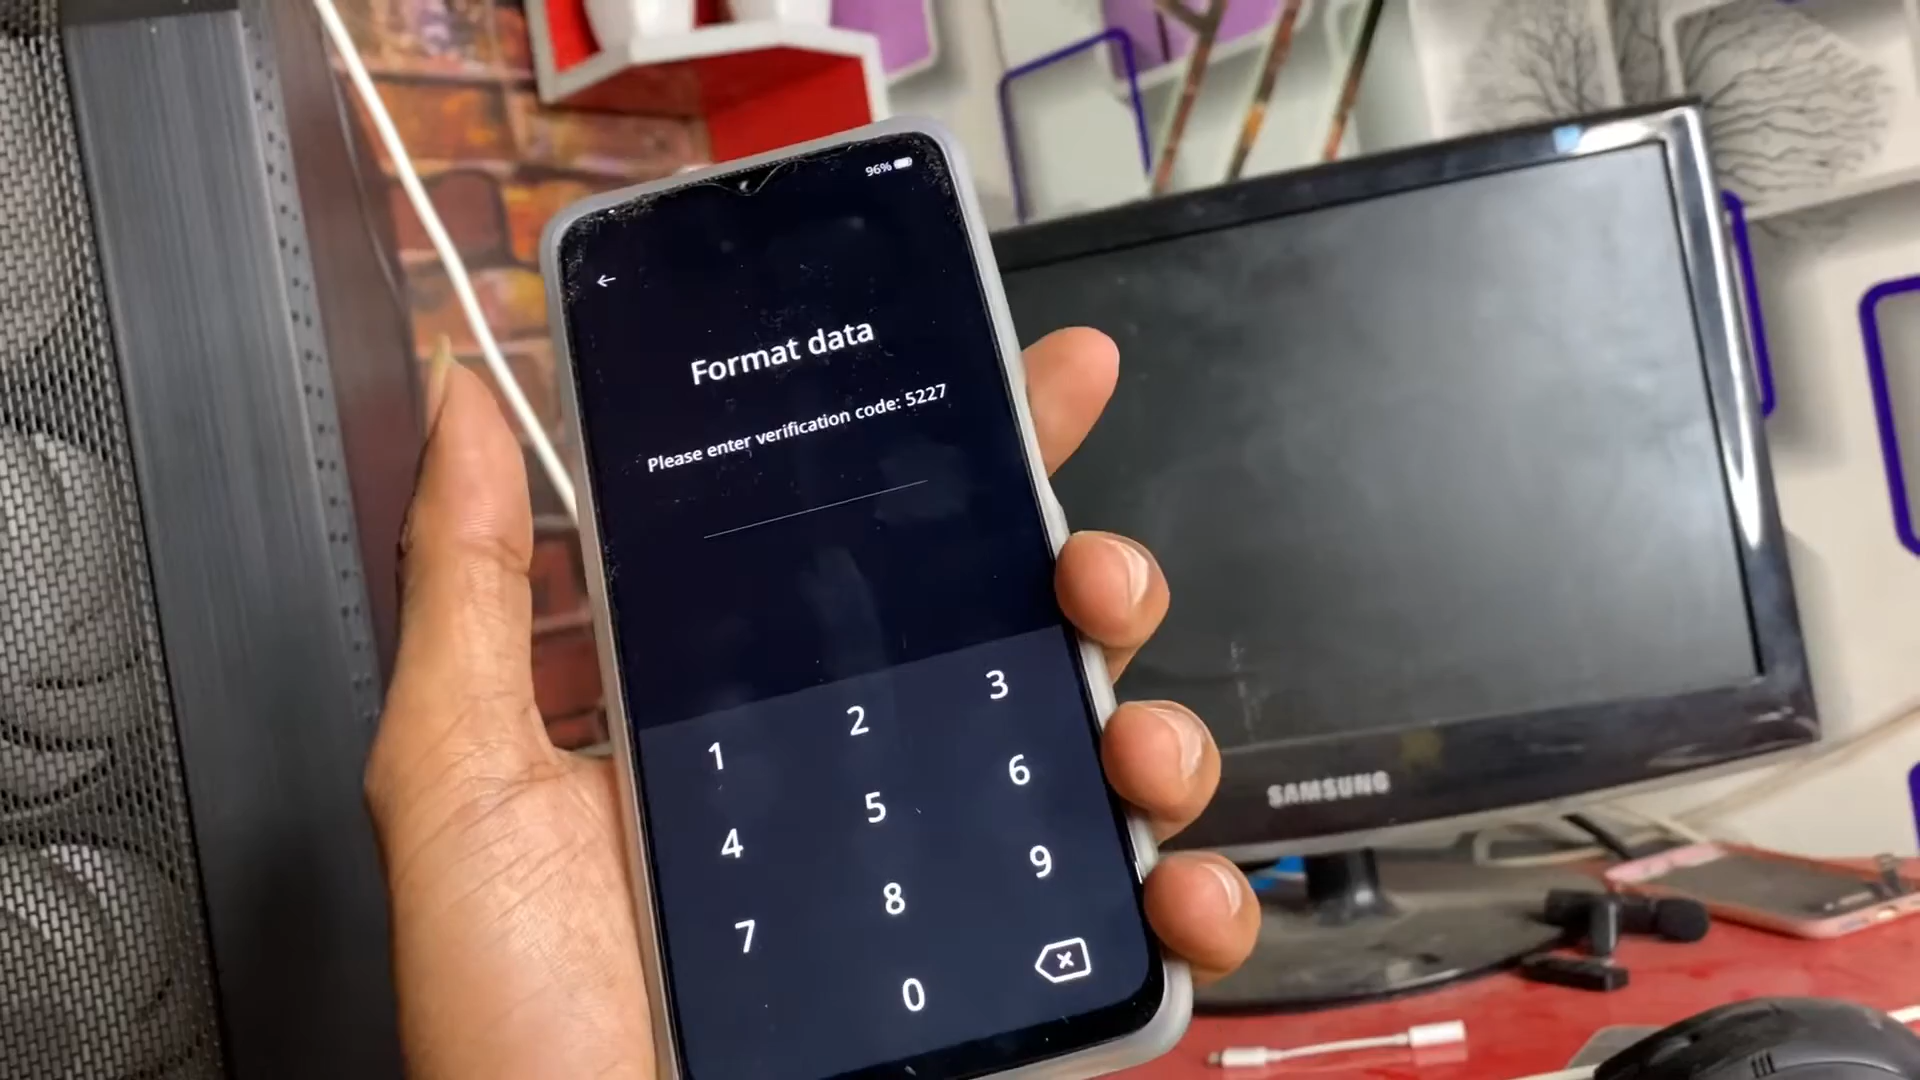 96%
Format data
Please enter verification code: 5227
1 2 3
4 5 6
7 8 9
0
SAMSUNG